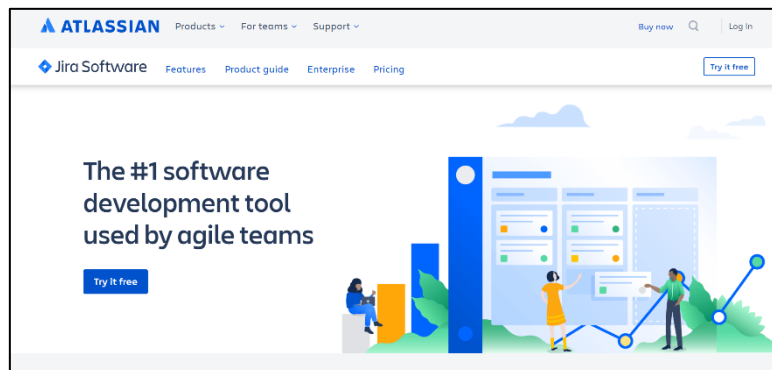 ATLASSIAN Products For teams Support Buy now Log In
Jira Software Features Product guide Enterprise Pricing Try it free
The #1 software
development tool
used by agile teams
Try it free